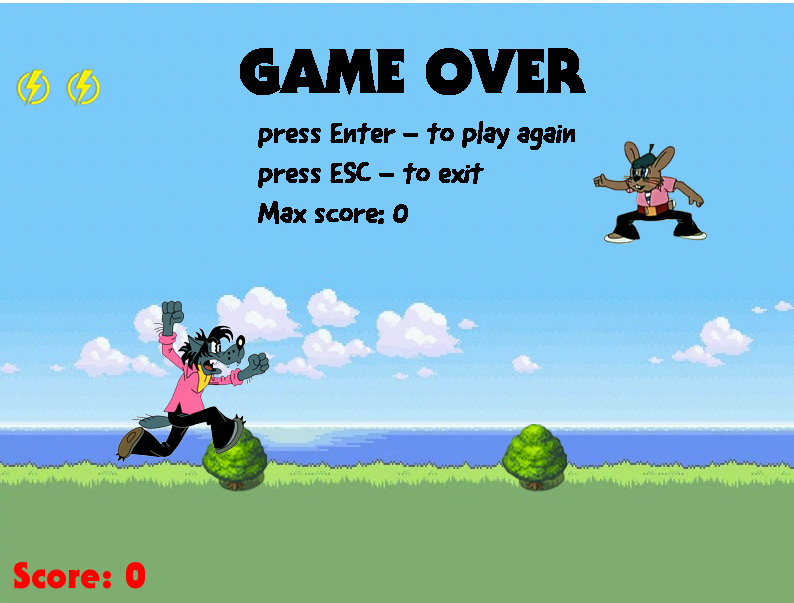 GAME OVER
press Enter – to play again
press ESC – to exit
Max score: 0
Score: 0